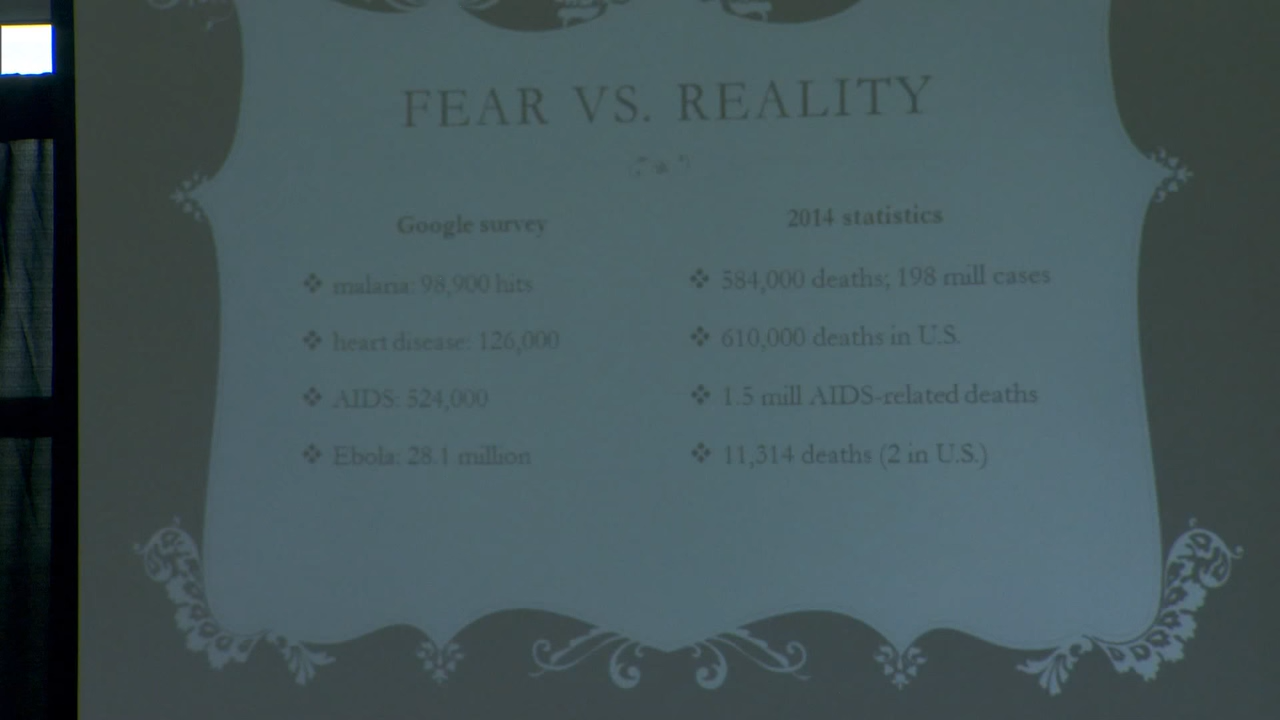 FEAR VS. REALITY
Google survey
❖ malaria: 98,900 hits
❖ heart disease: 126,000
❖ AIDS: 524,000
❖ Ebola: 28.1 million
2014 statistics
❖ 584,000 deaths; 198 mill cases
❖ 610,000 deaths in U.S.
❖ 1.5 mill AIDS-related deaths
❖ 11,314 deaths (2 in U.S.)